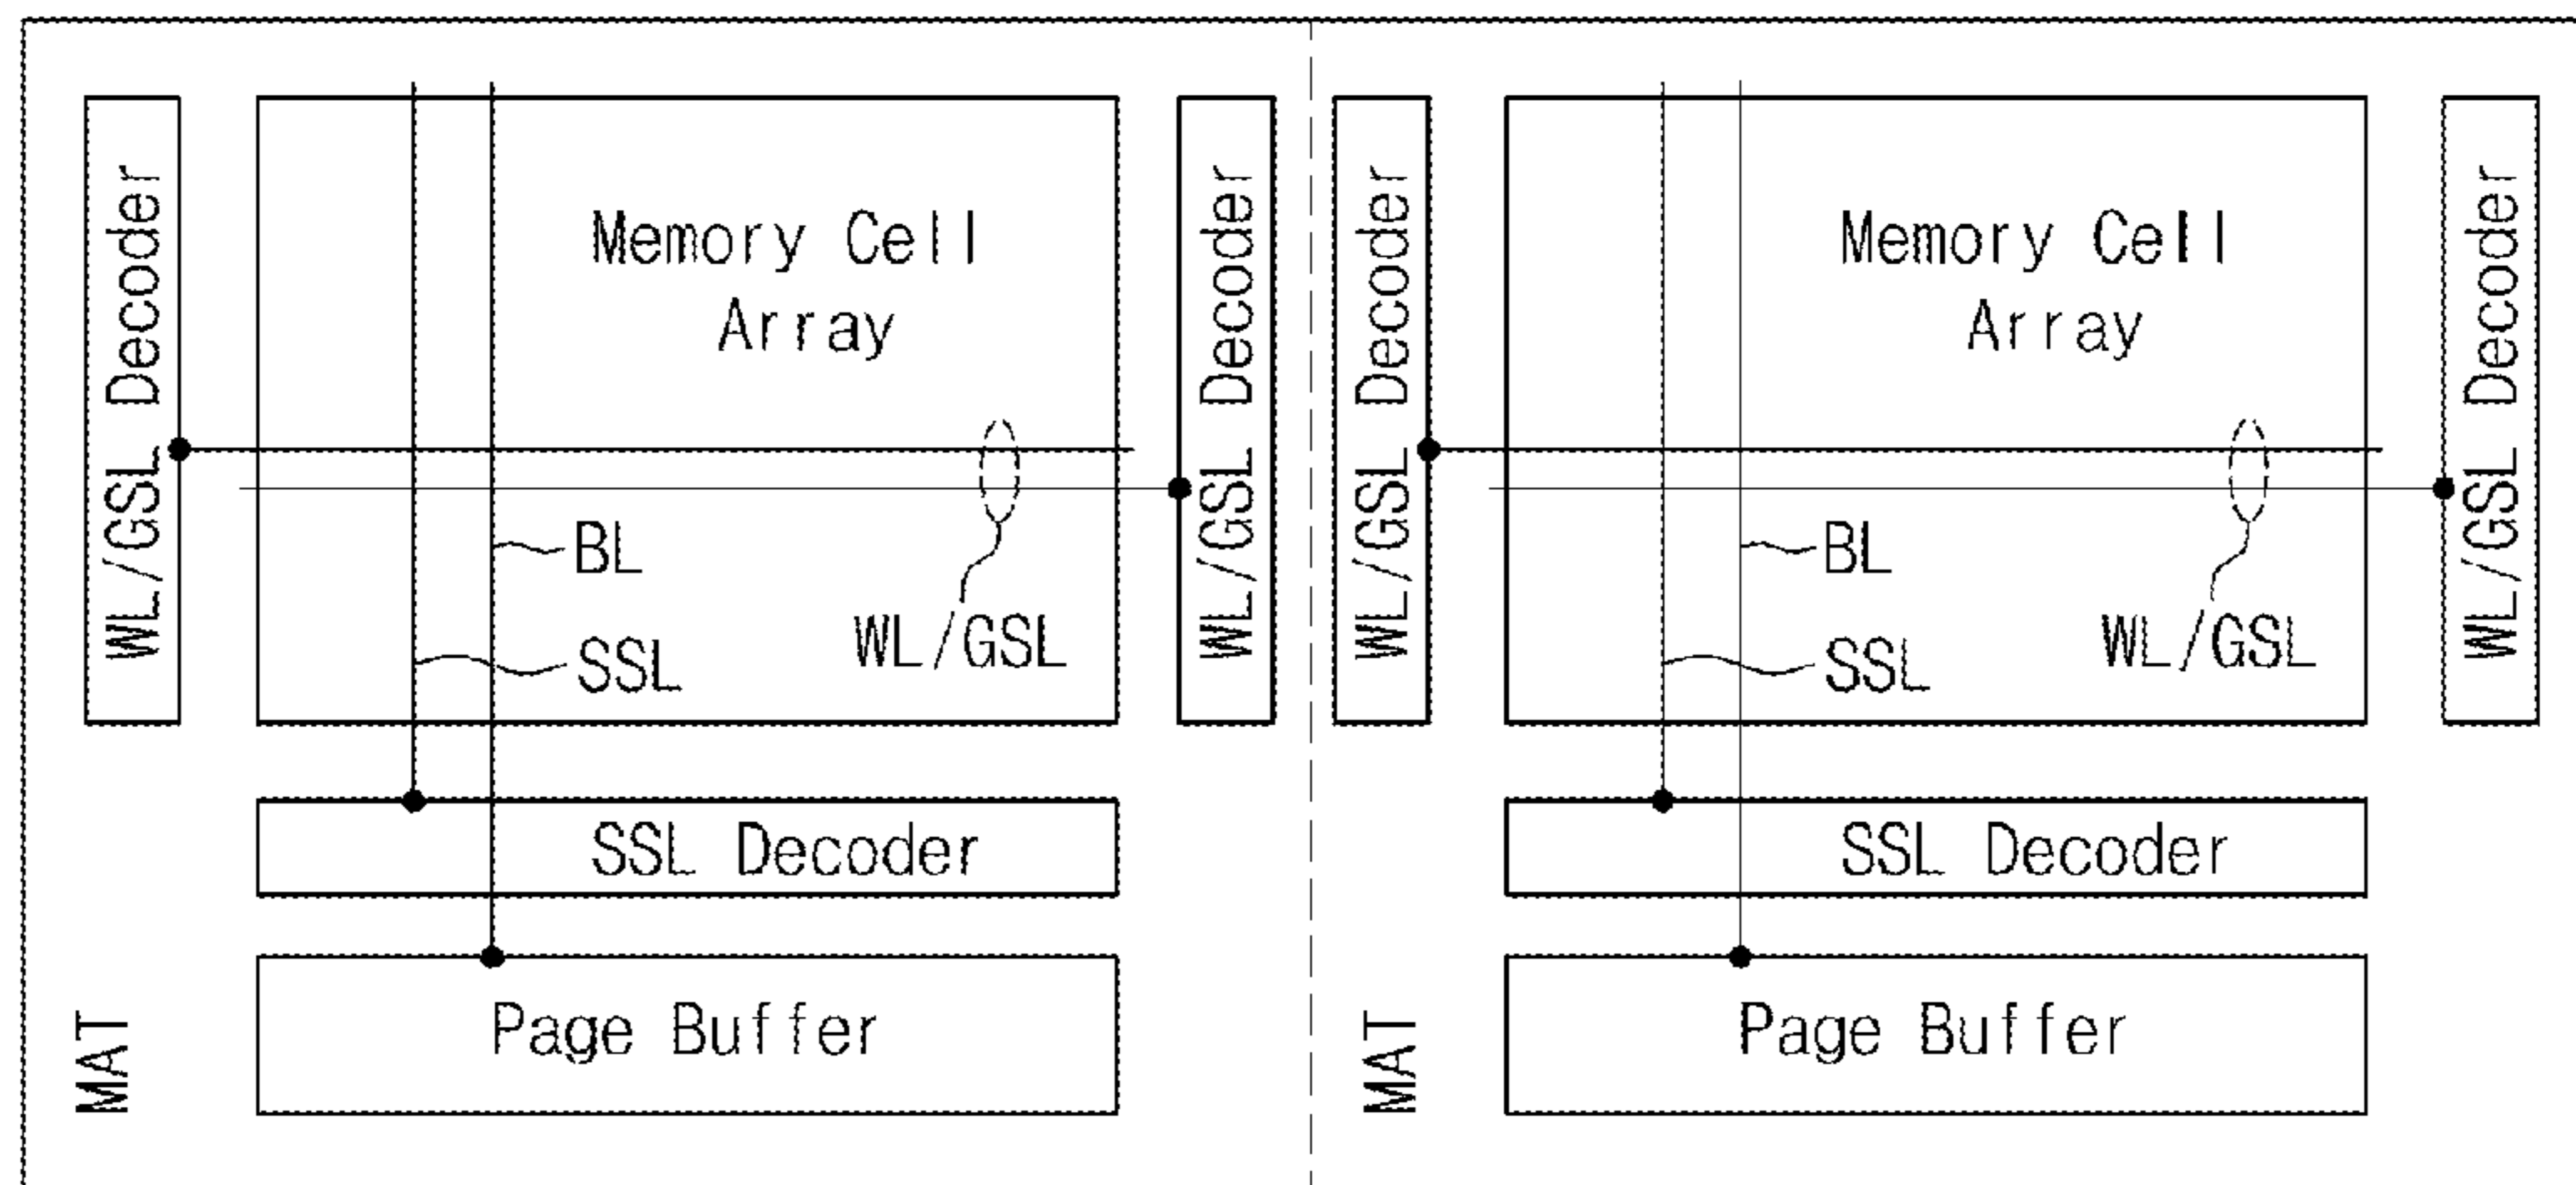 WL/GSL Decoder
Memory Cell
Array
BL
SSL
WL/GSL
WL/GSL Decoder
SSL Decoder
Page Buffer
MAT
WL/GSL Decoder
Memory Cell
Array
BL
SSL
WL/GSL
WL/GSL Decoder
SSL Decoder
Page Buffer
MAT